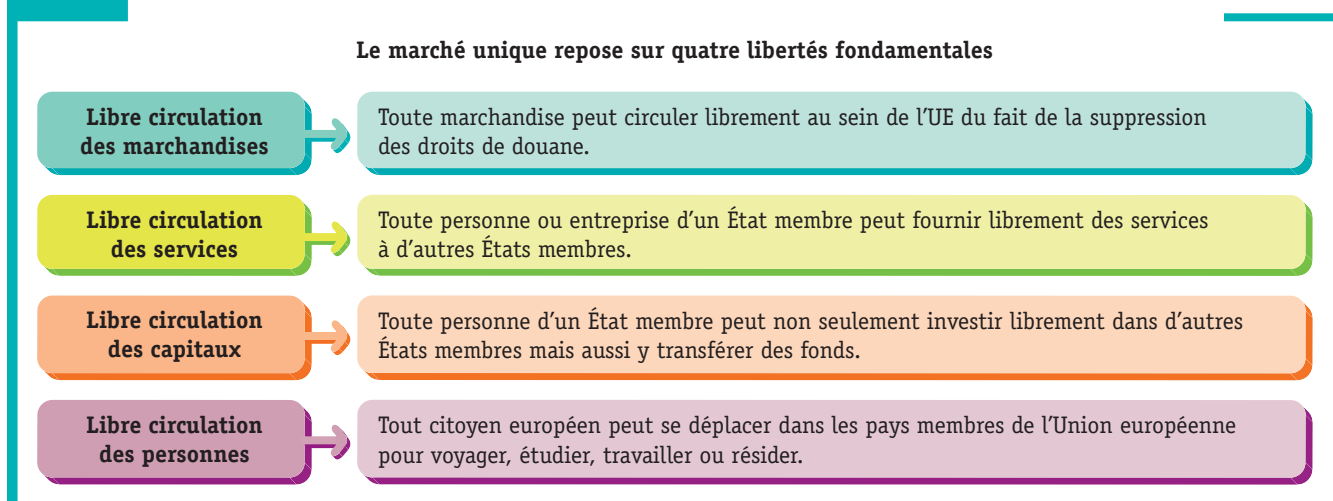 Le marché unique repose sur quatre libertés fondamentales
Libre circulation
des marchandises
Toute marchandise peut circuler librement au sein de l’UE du fait de la suppression
des droits de douane.
Libre circulation
des services
Toute personne ou entreprise d’un État membre peut fournir librement des services
à d’autres États membres.
Libre circulation
des capitaux
Toute personne d’un État membre peut non seulement investir librement dans d’autres
États membres mais aussi y transférer des fonds.
Libre circulation
des personnes
Tout citoyen européen peut se déplacer dans les pays membres de l’Union européenne
pour voyager, étudier, travailler ou résider.